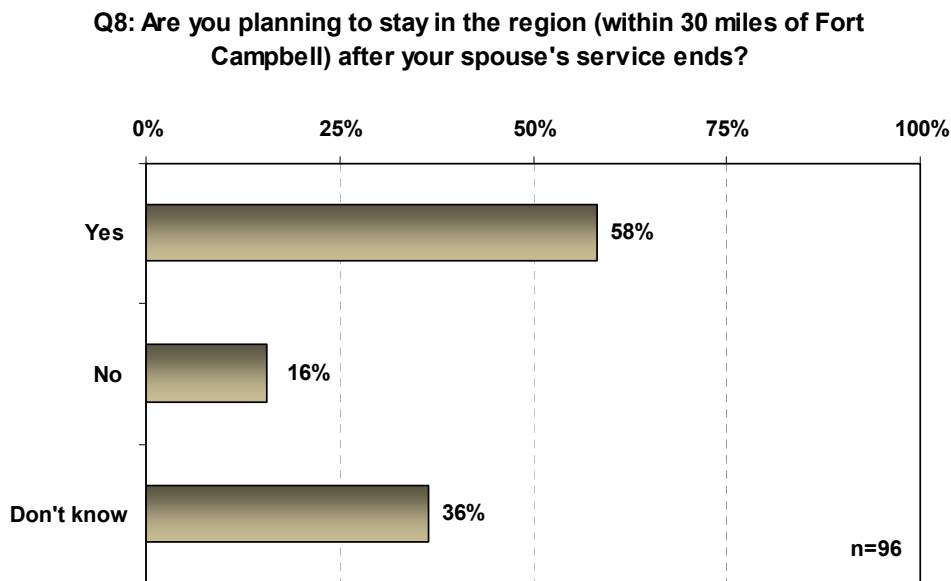 Q8: Are you planning to stay in the region (within 30 miles of Fort
Campbell) after your spouse's service ends?
0% 25% 50% 75% 100%
Yes 58%
No 16%
Don't know 36%
n=96